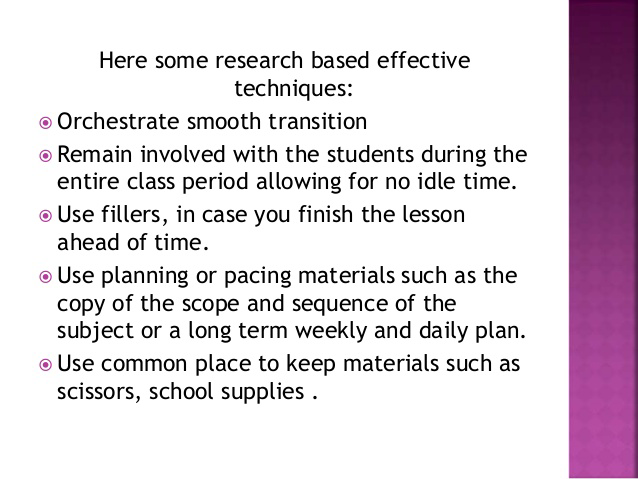 Here some research based effective
techniques:
Orchestrate smooth transition
Remain involved with the students during the
entire class period allowing for no idle time.
Use fillers, in case you finish the lesson
ahead of time.
Use planning or pacing materials such as the
copy of the scope and sequence of the
subject or a long term weekly and daily plan.
Use common place to keep materials such as
scissors, school supplies .